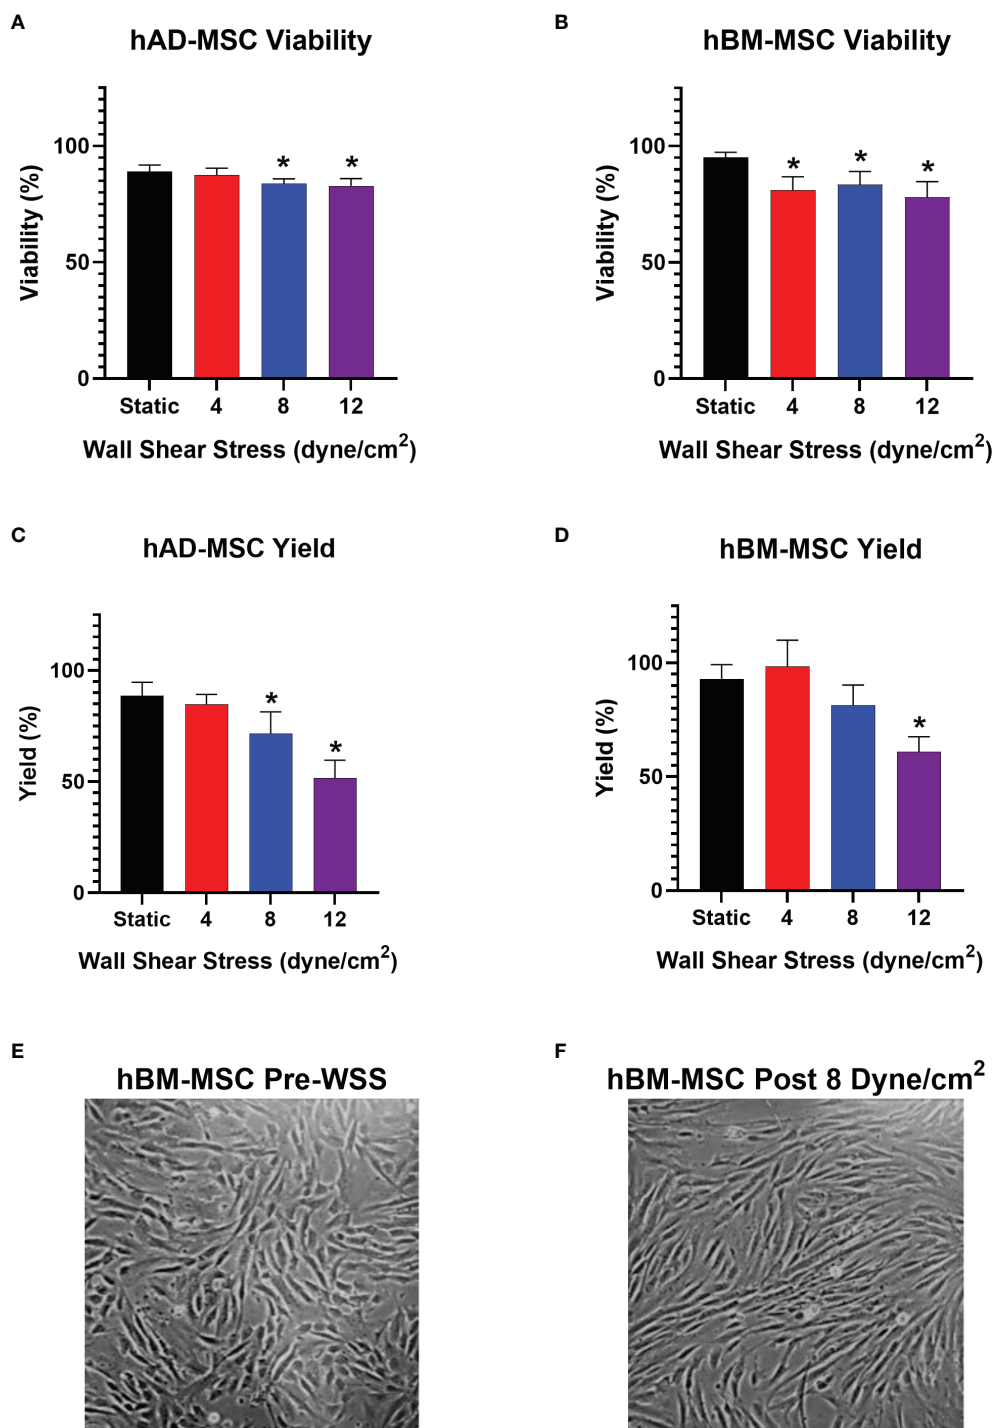 A
hAD-MSC Viability
Viability (%)
100
50
0
*
*
Static 4 8 12
Wall Shear Stress (dyne/cm²)
B
hBM-MSC Viability
Viability (%)
100
50
0
*
*
*
Static 4 8 12
Wall Shear Stress (dyne/cm²)
C
hAD-MSC Yield
Yield (%)
100
50
0
*
*
Static 4 8 12
Wall Shear Stress (dyne/cm²)
D
hBM-MSC Yield
Yield (%)
100
50
0
*
Static 4 8 12
Wall Shear Stress (dyne/cm²)
E
hBM-MSC Pre-WSS
F
hBM-MSC Post 8 Dyne/cm²